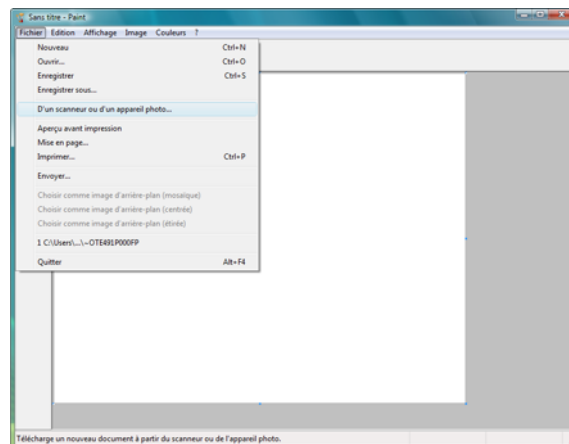 Sans titre - Paint
Fichier Edition Affichage Image Couleurs ?
Nouveau Ctrl+N
Ouvrir... Ctrl+O
Enregistrer Ctrl+S
Enregistrer sous...
D'un scanneur ou d'un appareil photo...
Aperçu avant impression
Mise en page...
Imprimer... Ctrl+P
Envoyer...
Choisir comme image d'arrière-plan (mosaïque)
Choisir comme image d'arrière-plan (centrée)
Choisir comme image d'arrière-plan (étirée)
1 C:\Users\...\~OTE491P000FP
Quitter Alt+F4
Télécharge un nouveau document à partir du scanneur ou de l'appareil photo.